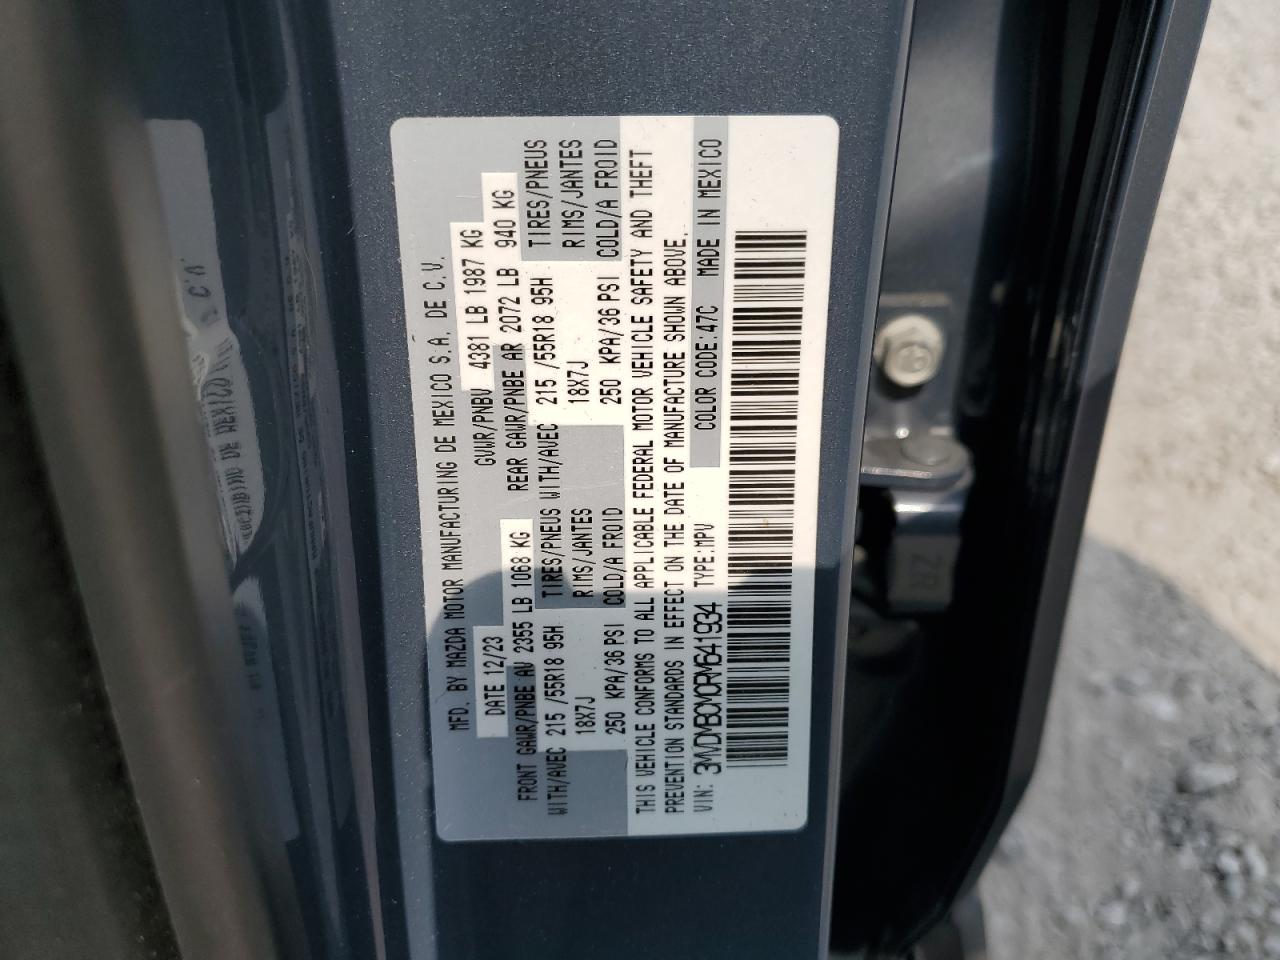 MFD. BY MAZDA MOTOR MANUFACTURING DE MEXICO S.A. DE C.V.
DATE 12/23 GVWR/PNBV 4381 LB 1987 KG
FRONT GAWR/PNBE AV 2355 LB 1068 KG REAR GAWR/PNBE AR 2072 LB 940 KG
WITH/AVEC 215 /55R18 95H TIRES/PNEUS WITH/AVEC 215 /55R18 95H TIRES/PNEUS
18X7J RIMS/JANTES 18X7J RIMS/JANTES
250 KPA/36 PSI COLD/A FROID 250 KPA/36 PSI COLD/A FROID
THIS VEHICLE CONFORMS TO ALL APPLICABLE FEDERAL MOTOR VEHICLE SAFETY AND THEFT
PREVENTION STANDARDS IN EFFECT ON THE DATE OF MANUFACTURE SHOWN ABOVE.
VIN: 3MVDMBCM0RM641934 TYPE:MPV COLOR CODE:47C MADE IN MEXICO
2R